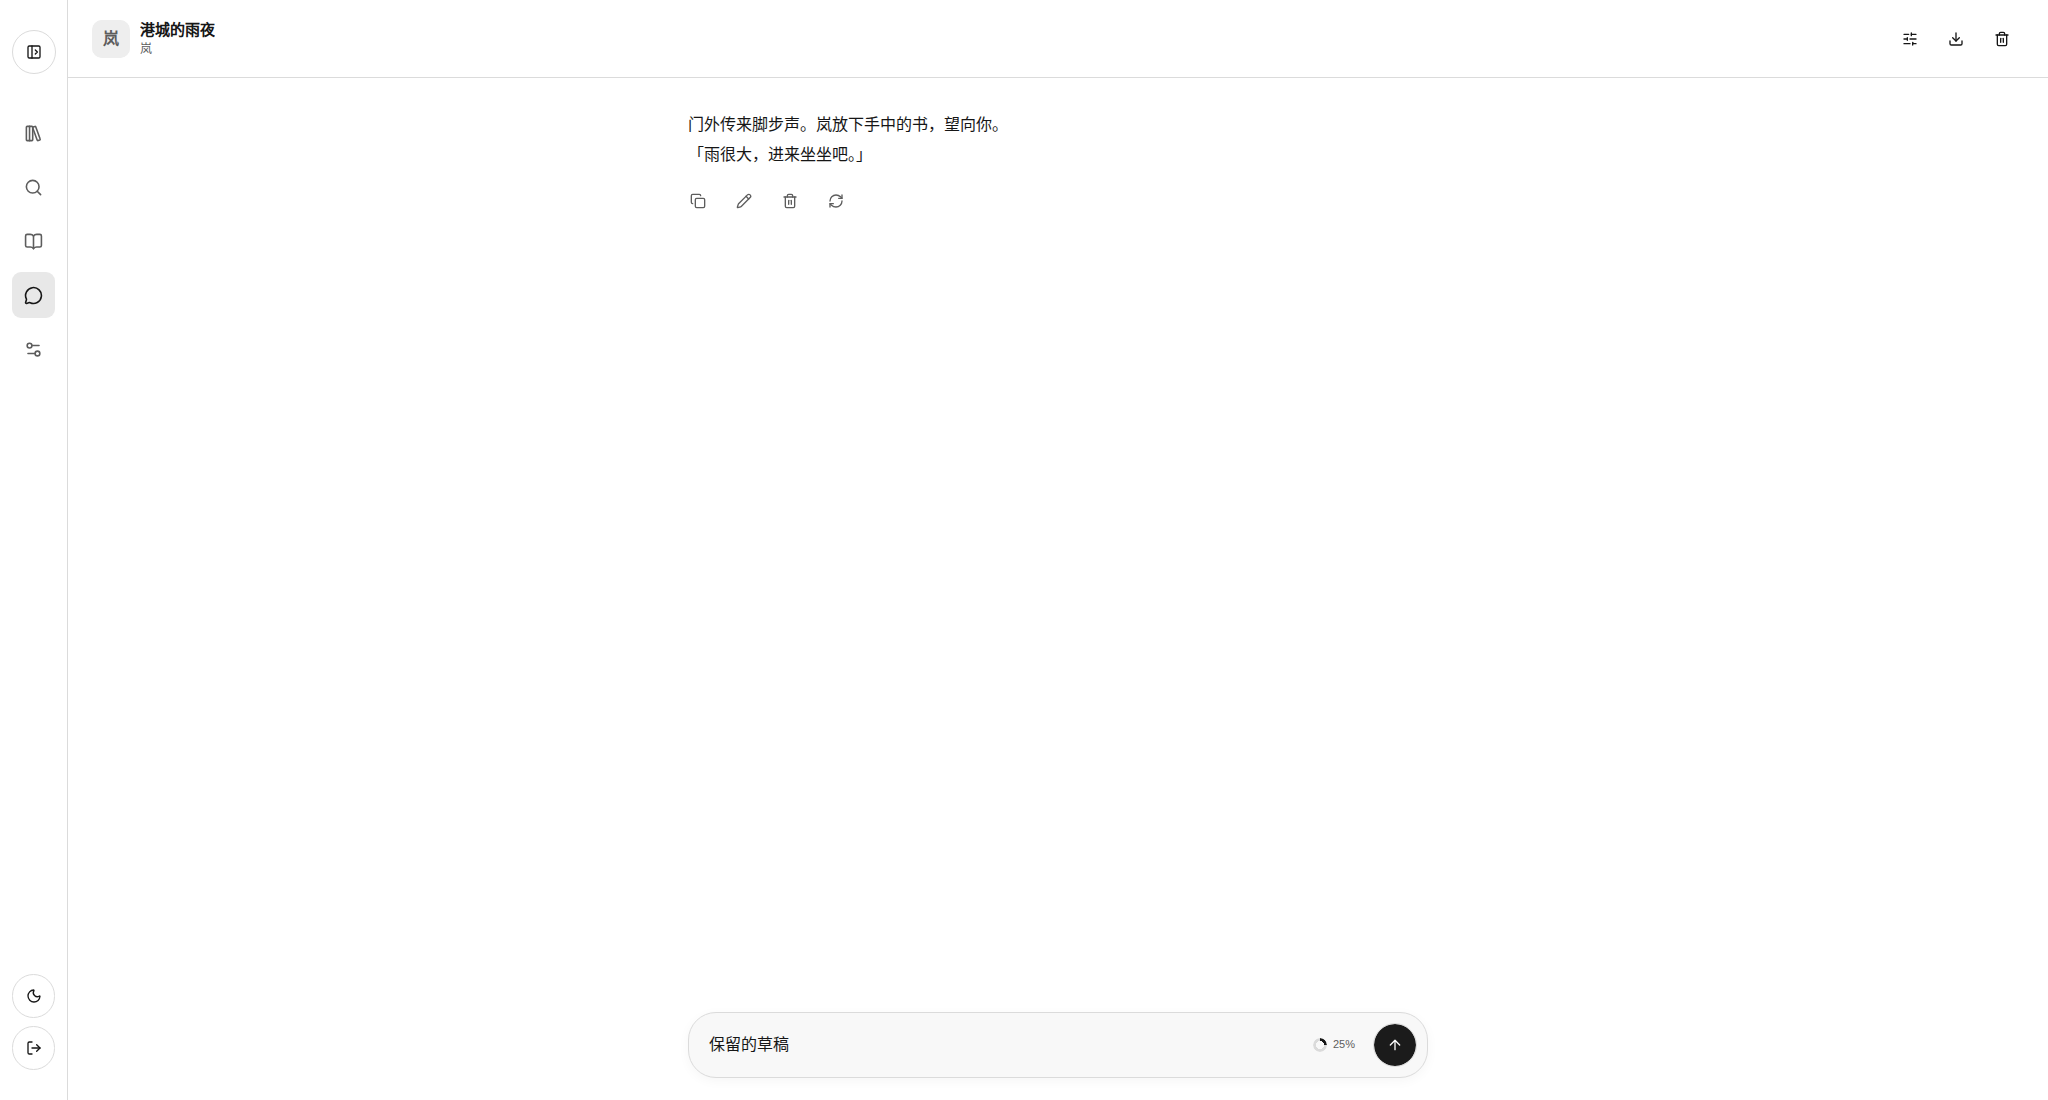 岚
港城的雨夜
岚
门外传来脚步声。岚放下手中的书，望向你。
「雨很大，进来坐坐吧。」
保留的草稿
25%